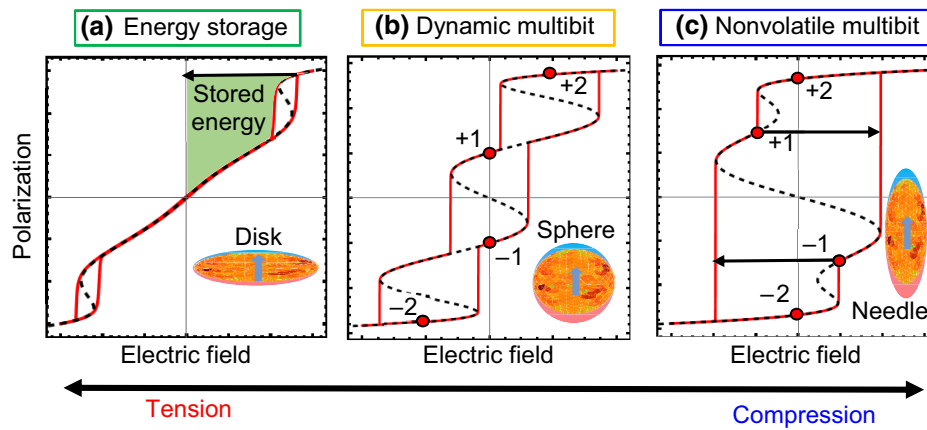 (a) Energy storage
(b) Dynamic multibit
(c) Nonvolatile multibit
Polarization
Stored
energy
Disk
Electric field
+2
+1
−1
−2
Sphere
Electric field
+2
+1
−1
−2
Needle
Electric field
Tension
Compression